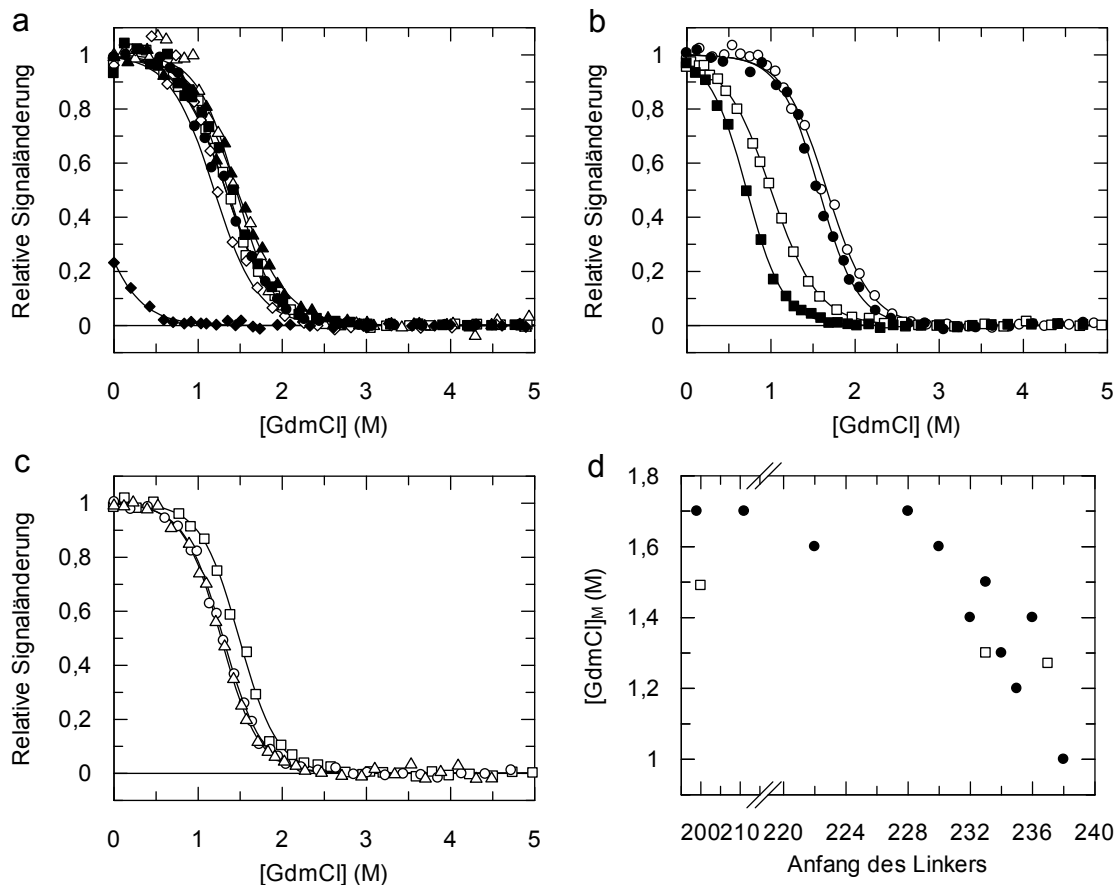 a
Relative Signaländerung
1
0,8
0,6
0,4
0,2
0
0 1 2 3 4 5
[GdmCl] (M)
b
Relative Signaländerung
1
0,8
0,6
0,4
0,2
0
0 1 2 3 4 5
[GdmCl] (M)
c
Relative Signaländerung
1
0,8
0,6
0,4
0,2
0
0 1 2 3 4 5
[GdmCl] (M)
d
[GdmCl]M (M)
1,8
1,6
1,4
1,2
1
200 210 220 224 228 232 236 240
Anfang des Linkers